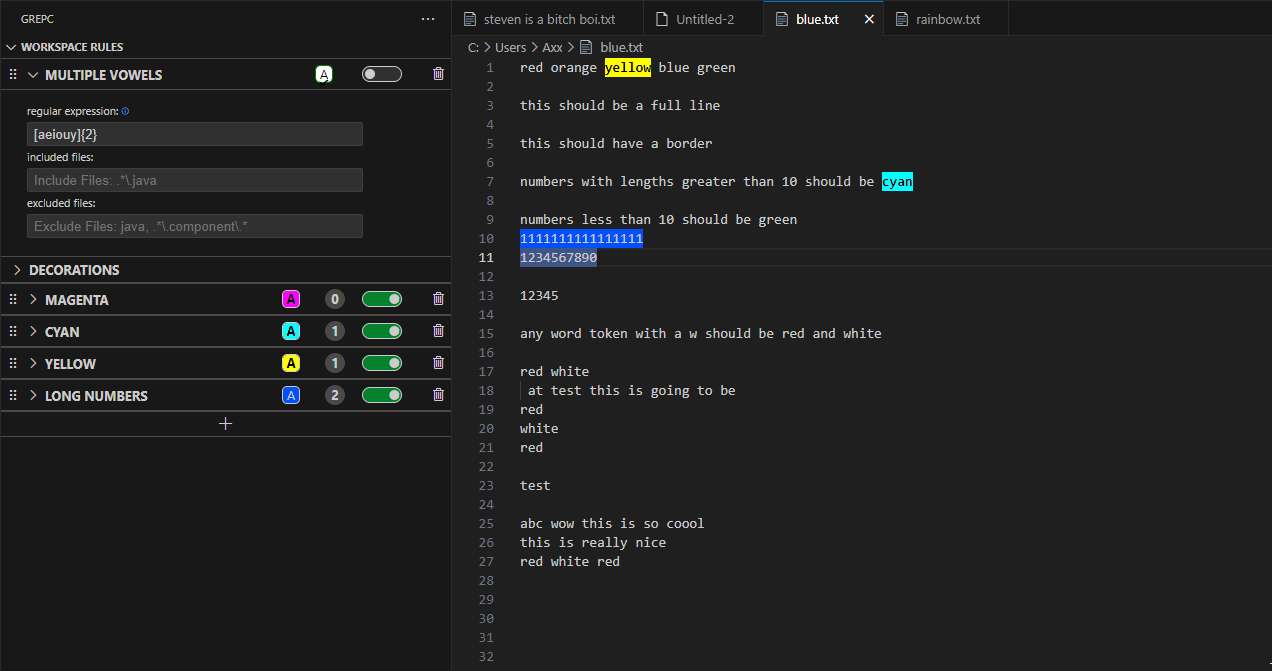 GREPC
WORKSPACE RULES
MULTIPLE VOWELS A
regular expression:
[aeiouy]{2}
included files:
Include Files: .*\.java
excluded files:
Exclude Files: java, .*\.component\.*
DECORATIONS
MAGENTA A 0
CYAN A 1
YELLOW A 1
LONG NUMBERS A 2
+
steven is a bitch boi.txt Untitled-2 blue.txt rainbow.txt
C: > Users > Axx > blue.txt
1 red orange yellow blue green
2
3 this should be a full line
4
5 this should have a border
6
7 numbers with lengths greater than 10 should be cyan
8
9 numbers less than 10 should be green
10 1111111111111111
11 1234567890
12
13 12345
14
15 any word token with a w should be red and white
16
17 red white
18 at test this is going to be
19 red
20 white
21 red
22
23 test
24
25 abc wow this is so coool
26 this is really nice
27 red white red
28
29
30
31
32